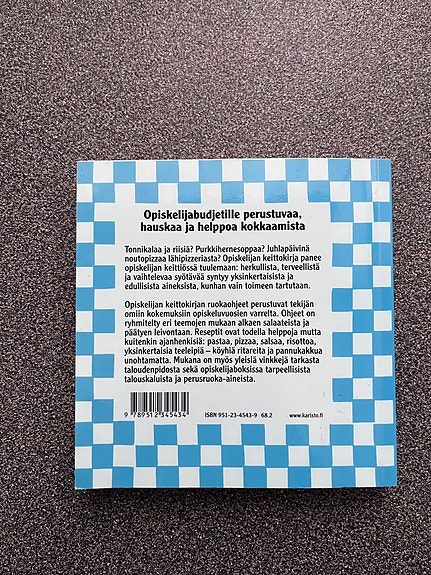 Opiskelijabudjetille perustuvaa,
hauskaa ja helppoa kokkaamista
Tonnikalaa ja riisiä? Purkkihernesoppaa? Juhlapäivinä
noutopizzaa lähipizzeriasta? Opiskelijan keittokirja panee
opiskelijan keittiössä tuulemaan: herkullista, terveellistä
ja vaihtelevaa syötävää syntyy yksinkertaisista ja
edullisista aineksista, kunhan vain toimeen tartutaan.
Opiskelijan keittokirjan ruokaohjeet perustuvat tekijän
omiin kokemuksiin opiskeluvuosien varrelta. Ohjeet on
ryhmitelty eri teemojen mukaan alkaen salaateista ja
päätyen leivontaan. Reseptit ovat todella helppoja mutta
kuitenkin ajanhenkisiä: pastaa, pizzaa, salsaa, risottoa,
yksinkertaisia teeleipiä – köyhiä ritareita ja pannukakkua
unohtamatta. Mukana on myös yleisiä vinkkejä tarkasta
taloudenpidosta sekä opiskelijaboksissa tarpeellisista
talouskaluista ja perusruoka-aineista.
9 789512 345434
ISBN 951-23-4543-9 68.2
www.karisto.fi